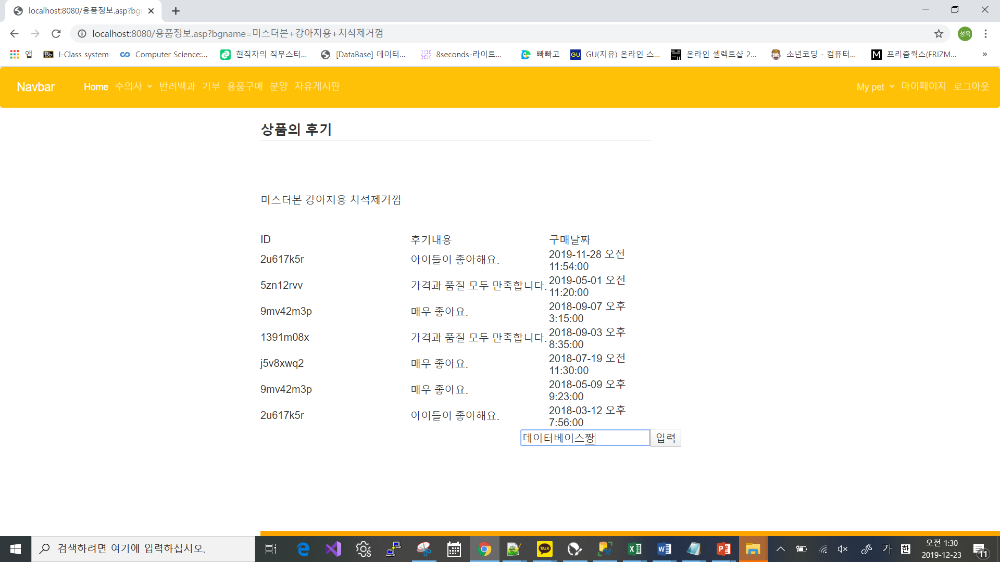 localhost:8080/용품정보.asp?bgn
localhost:8080/용품정보.asp?bgname=미스터본+강아지용+치석제거껌
성욱
앱 Bb I-Class system Computer Science:... 현직자의 직무스터... [DataBase] 데이터... 8seconds-라이트... 빠빠고 GU GU(지유) 온라인 스... 온라인 셀렉트샵 2... 소년코딩 - 컴퓨터... M 프리즘웍스(FRIZM... »
Navbar Home 수의사 반려백과 기부 용품구매 분양 자유게시판 My pet 마이페이지 로그아웃
상품의 후기
미스터본 강아지용 치석제거껌
ID 후기내용 구매날짜
2u617k5r 아이들이 좋아해요. 2019-11-28 오전
11:54:00
5zn12rvv 가격과 품질 모두 만족합니다. 2019-05-01 오전
11:20:00
9mv42m3p 매우 좋아요. 2018-09-07 오후
3:15:00
1391m08x 가격과 품질 모두 만족합니다. 2018-09-03 오후
8:35:00
j5v8xwq2 매우 좋아요. 2018-07-19 오전
11:30:00
9mv42m3p 매우 좋아요. 2018-05-09 오후
9:23:00
2u617k5r 아이들이 좋아해요. 2018-03-12 오후
7:56:00
데이터베이스짱 입력
검색하려면 여기에 입력하십시오. TALK 가 한 오전 1:30
2019-12-23 11